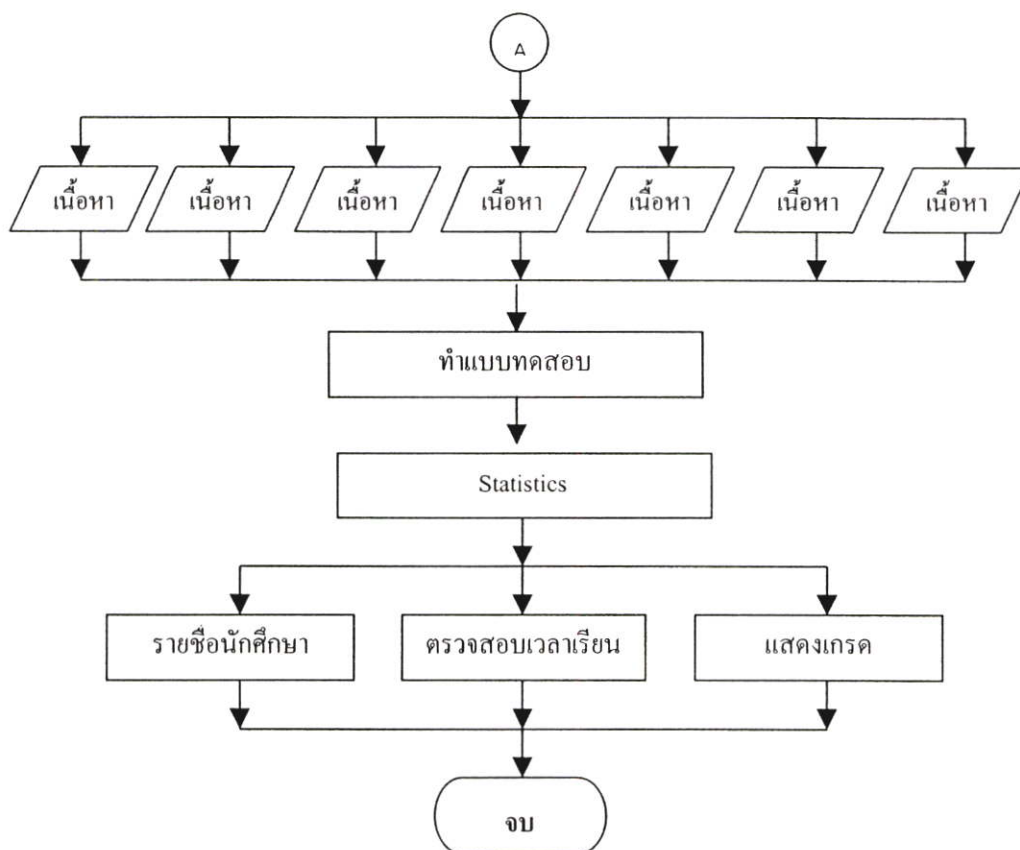 A
เนื้อหา เนื้อหา เนื้อหา เนื้อหา เนื้อหา เนื้อหา เนื้อหา
ทำแบบทดสอบ
Statistics
รายชื่อนักศึกษา ตรวจสอบเวลาเรียน แสดงเกรด
จบ